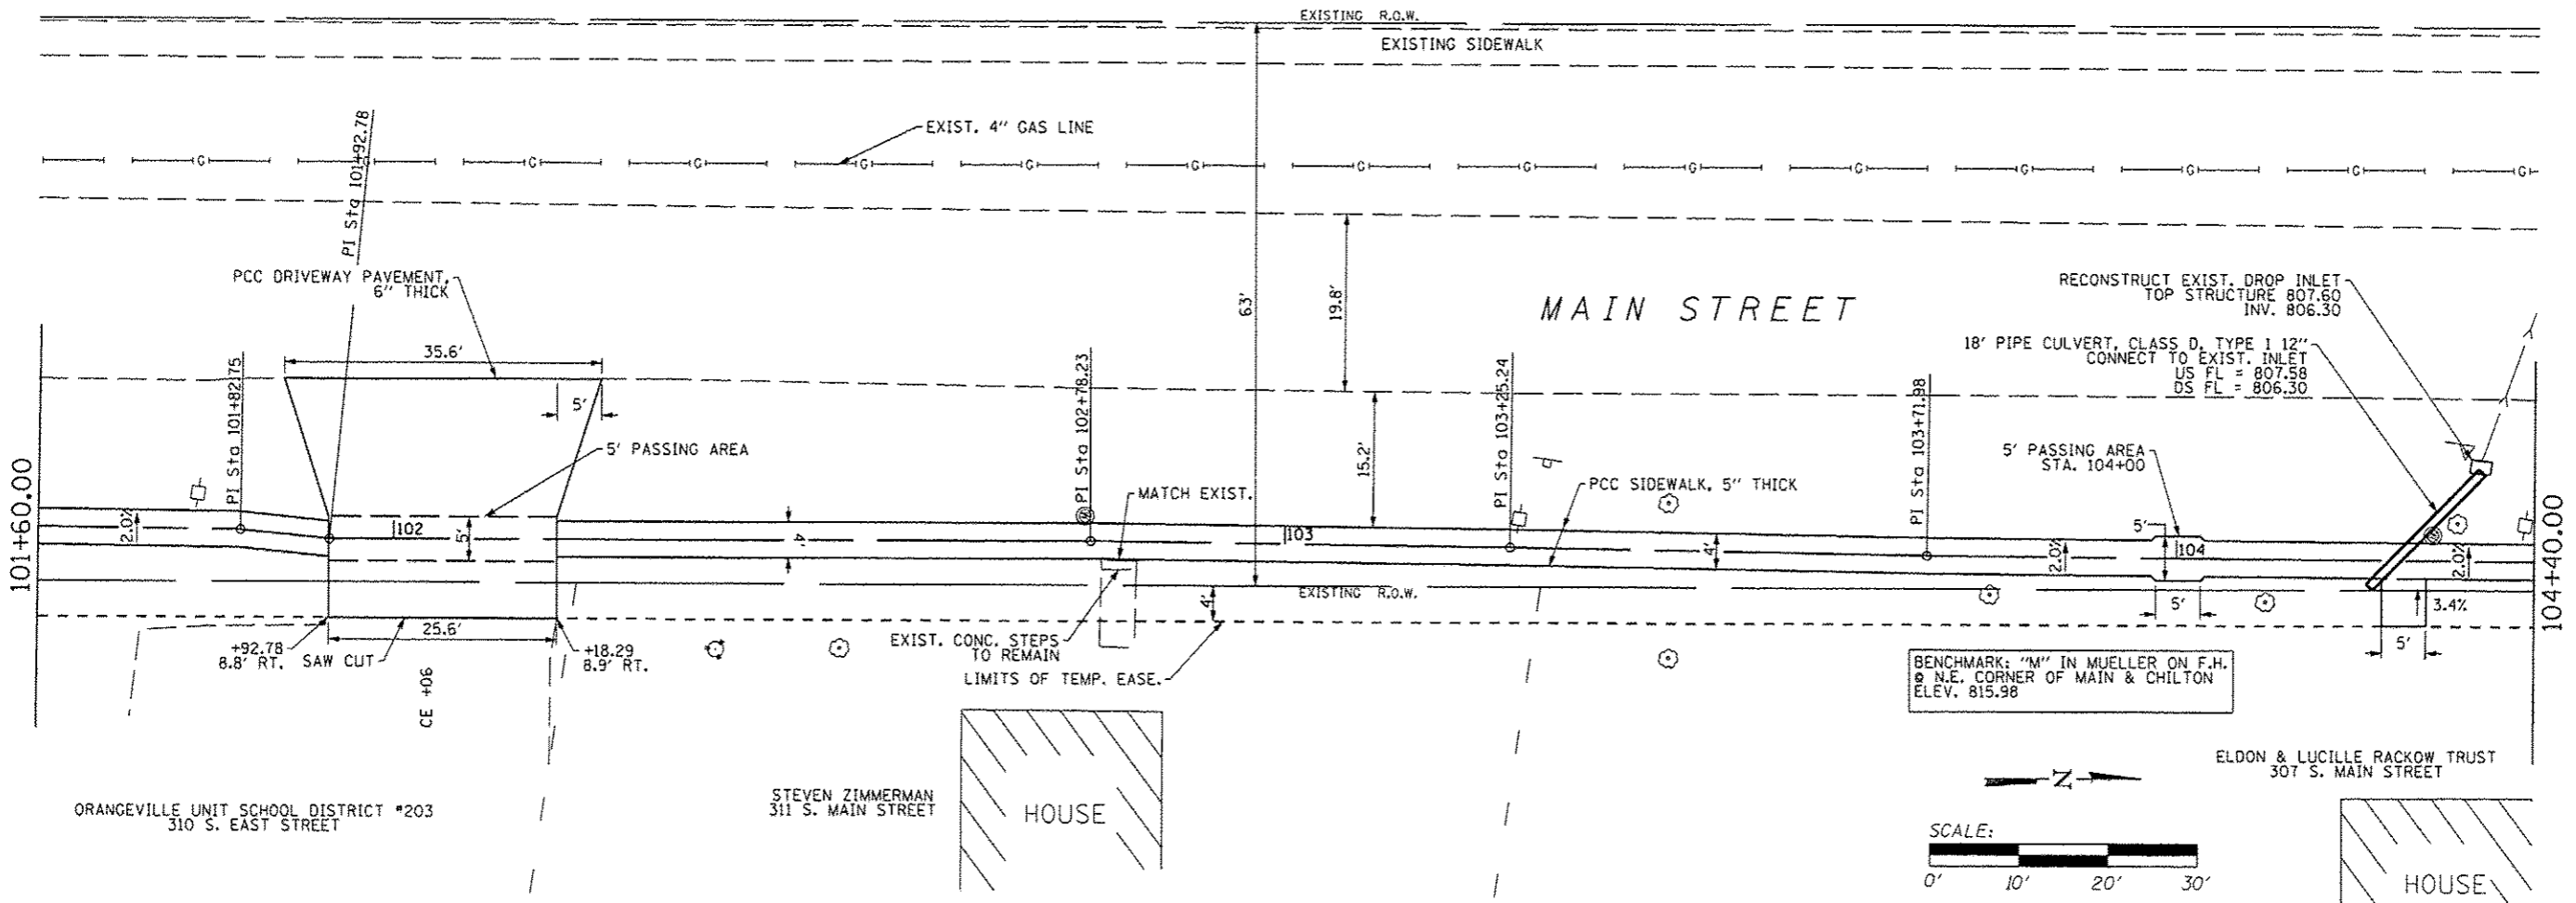 EXISTING R.O.W.
EXISTING SIDEWALK
EXIST. 4" GAS LINE
G G G G G G G G G G G G G G G
PI Sta 101+92.78
PCC DRIVEWAY PAVEMENT,
6" THICK
35.6'
5'
63'
19.8'
15.2'
MAIN STREET
RECONSTRUCT EXIST. DROP INLET
TOP STRUCTURE 807.60
INV. 806.30
18' PIPE CULVERT, CLASS D, TYPE 1 12"
CONNECT TO EXIST. INLET
US FL = 807.58
DS FL = 806.30
PI Sta 101+82.75
5' PASSING AREA
PI Sta 102+78.23
MATCH EXIST.
PI Sta 103+25.24
PCC SIDEWALK, 5" THICK
PI Sta 103+71.98
5' PASSING AREA
STA. 104+00
101+60.00
2.0%
102
5'
4'
103
4'
2.0%
5'
104
2.0%
104+40.00
EXISTING R.O.W.
4'
5'
3.4%
5'
+92.78
8.8' RT.
SAW CUT
25.6'
+18.29
8.9' RT.
CE +06
EXIST. CONC. STEPS
TO REMAIN
LIMITS OF TEMP. EASE.
BENCHMARK: "M" IN MUELLER ON F.H.
@ N.E. CORNER OF MAIN & CHILTON
ELEV. 815.98
ORANGEVILLE UNIT SCHOOL DISTRICT #203
310 S. EAST STREET
STEVEN ZIMMERMAN
311 S. MAIN STREET
HOUSE
N
ELDON & LUCILLE RACKOW TRUST
307 S. MAIN STREET
SCALE:
0' 10' 20' 30'
HOUSE